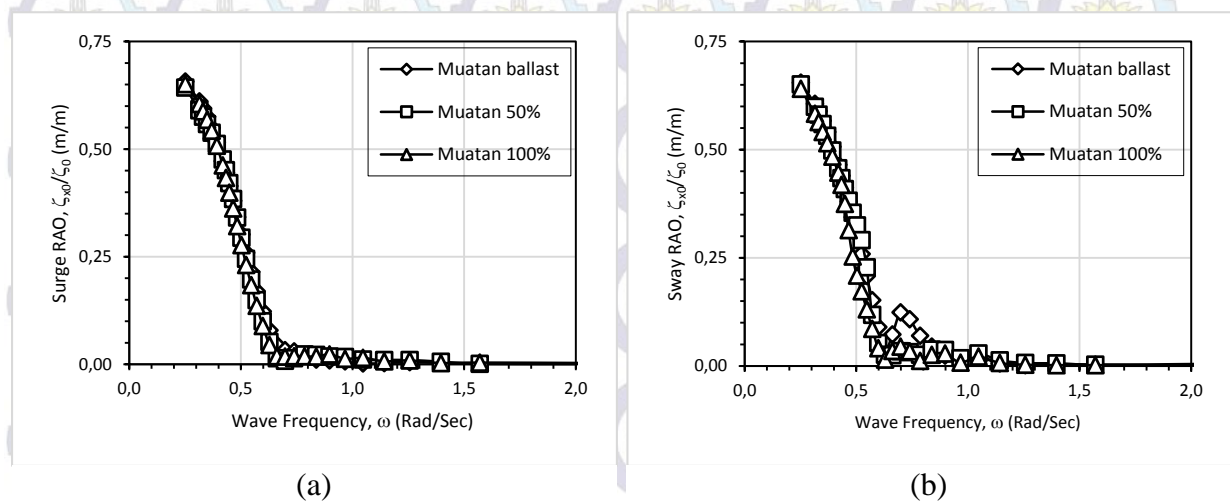 0,75
0,50
0,25
0,00
Surge RAO, ζx0/ζ0 (m/m)
Muatan ballast
Muatan 50%
Muatan 100%
0,0 0,5 1,0 1,5 2,0
Wave Frequency, ω (Rad/Sec)
(a)
0,75
0,50
0,25
0,00
Sway RAO, ζx0/ζ0 (m/m)
Muatan ballast
Muatan 50%
Muatan 100%
0,0 0,5 1,0 1,5 2,0
Wave Frequency, ω (Rad/Sec)
(b)